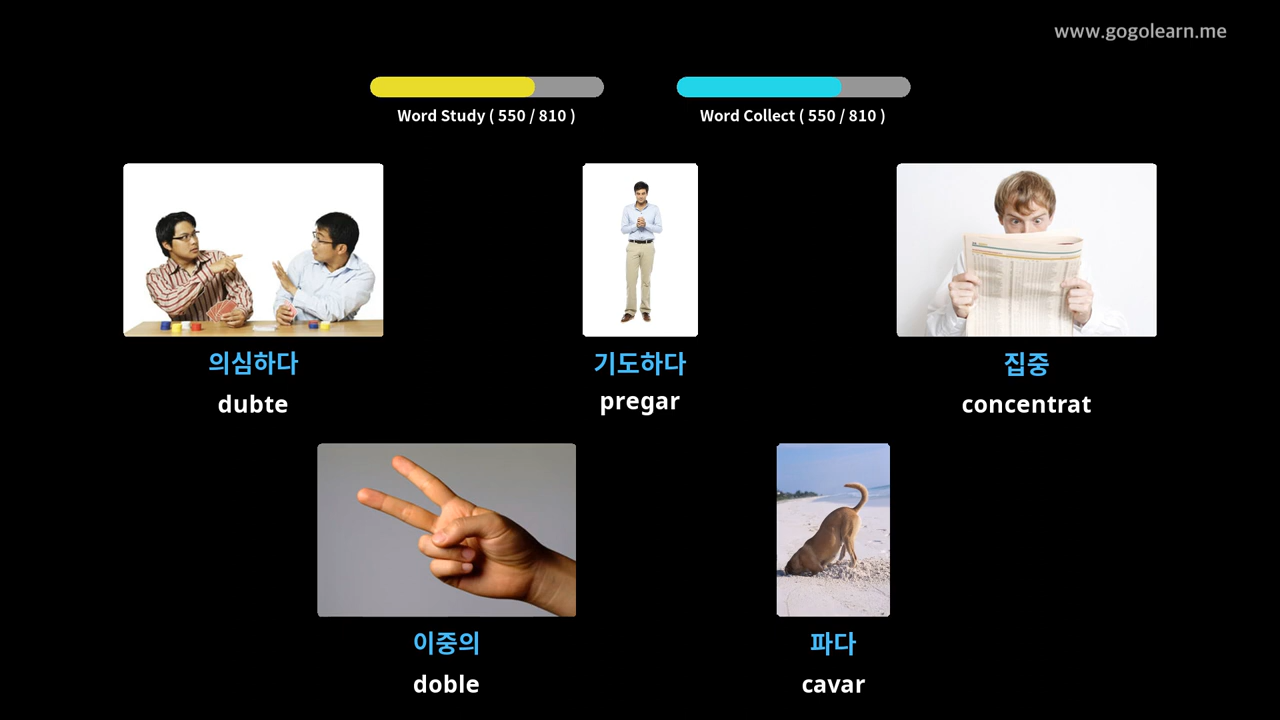 www.gogolearn.me
Word Study ( 550 / 810 )
Word Collect ( 550 / 810 )
의심하다
dubte
기도하다
pregar
집중
concentrat
이중의
doble
파다
cavar